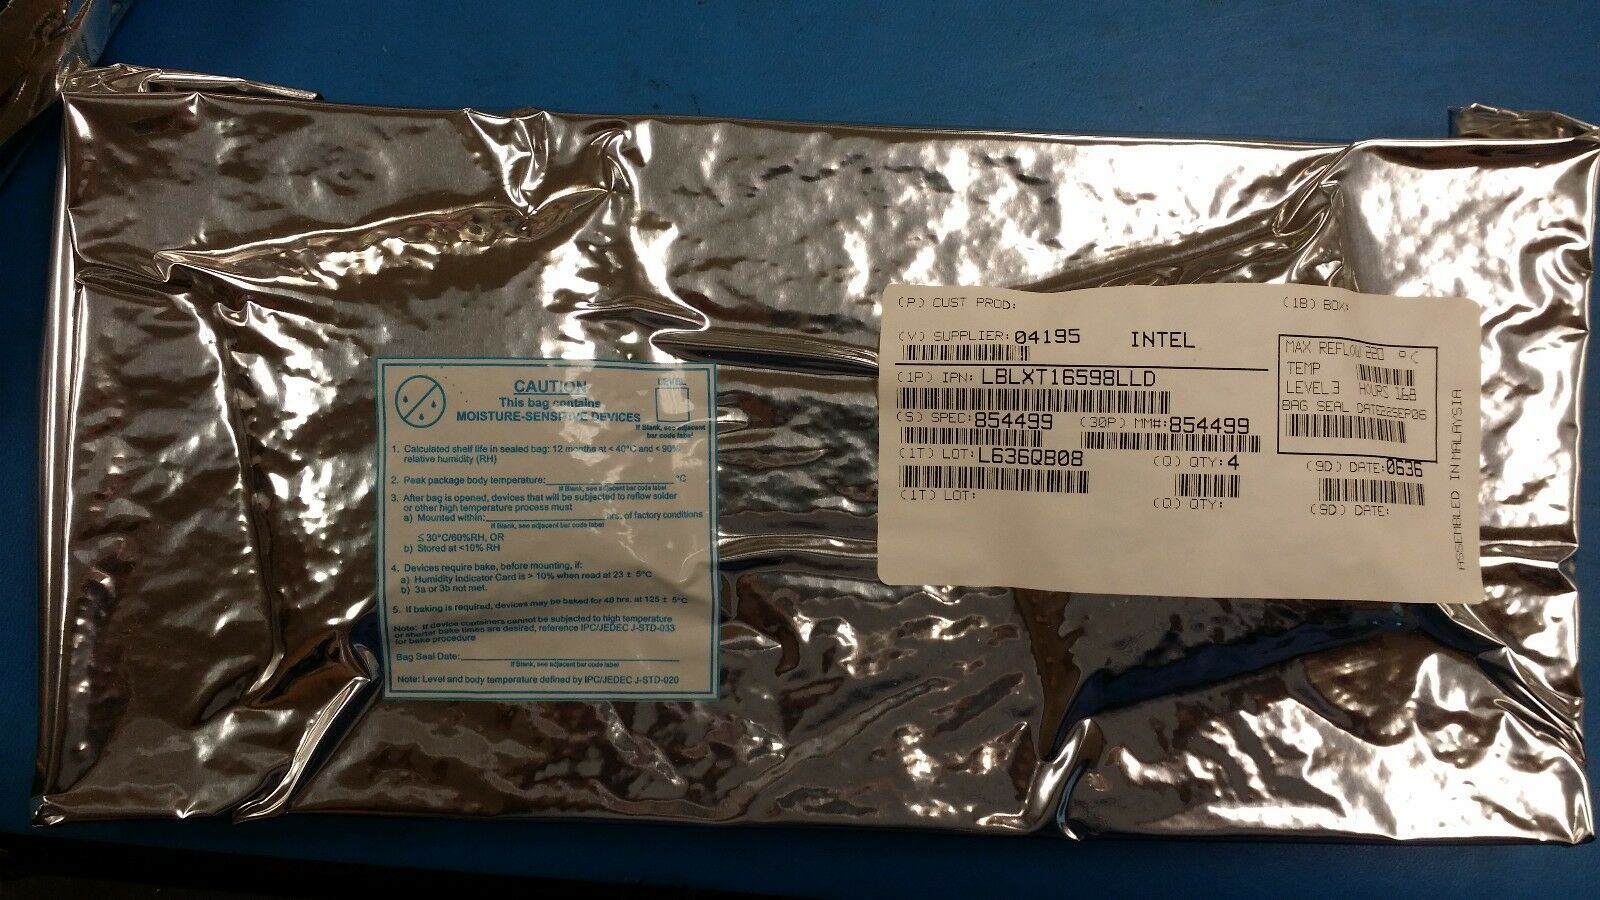 CAUTION
This bag contains
MOISTURE-SENSITIVE DEVICES
LEVEL
If Blank, see adjacent
bar code label
1. Calculated shelf life in sealed bag: 12 months at < 40°C and < 90%
relative humidity (RH)
2. Peak package body temperature: °C
If Blank, see adjacent bar code label
3. After bag is opened, devices that will be subjected to reflow solder
or other high temperature process must
a) Mounted within: hrs. of factory conditions
If Blank, see adjacent bar code label
≤ 30°C/60%RH, OR
b) Stored at <10% RH
4. Devices require bake, before mounting, if:
a) Humidity Indicator Card is > 10% when read at 23 ± 5°C
b) 3a or 3b not met.
5. If baking is required, devices may be baked for 48 hrs. at 125 ± 5°C
Note: If device containers cannot be subjected to high temperature
or shorter bake times are desired, reference IPC/JEDEC J-STD-033
for bake procedure
Bag Seal Date:
If Blank, see adjacent bar code label
Note: Level and body temperature defined by IPC/JEDEC J-STD-020
(P) CUST PROD:
(1B) BOX:
(V) SUPPLIER: 04195 INTEL
(1P) IPN: LBLXT16598LLD
(S) SPEC: 854499 (30P) MM#: 854499
(1T) LOT: L636QB08 (Q) QTY: 4 (9D) DATE: 0636
(1T) LOT: (Q) QTY: (9D) DATE:
MAX REFLOW 220 °C
TEMP
LEVEL 3 HOURS 168
BAG SEAL DATE 22SEP06
ASSEMBLED IN MALAYSIA